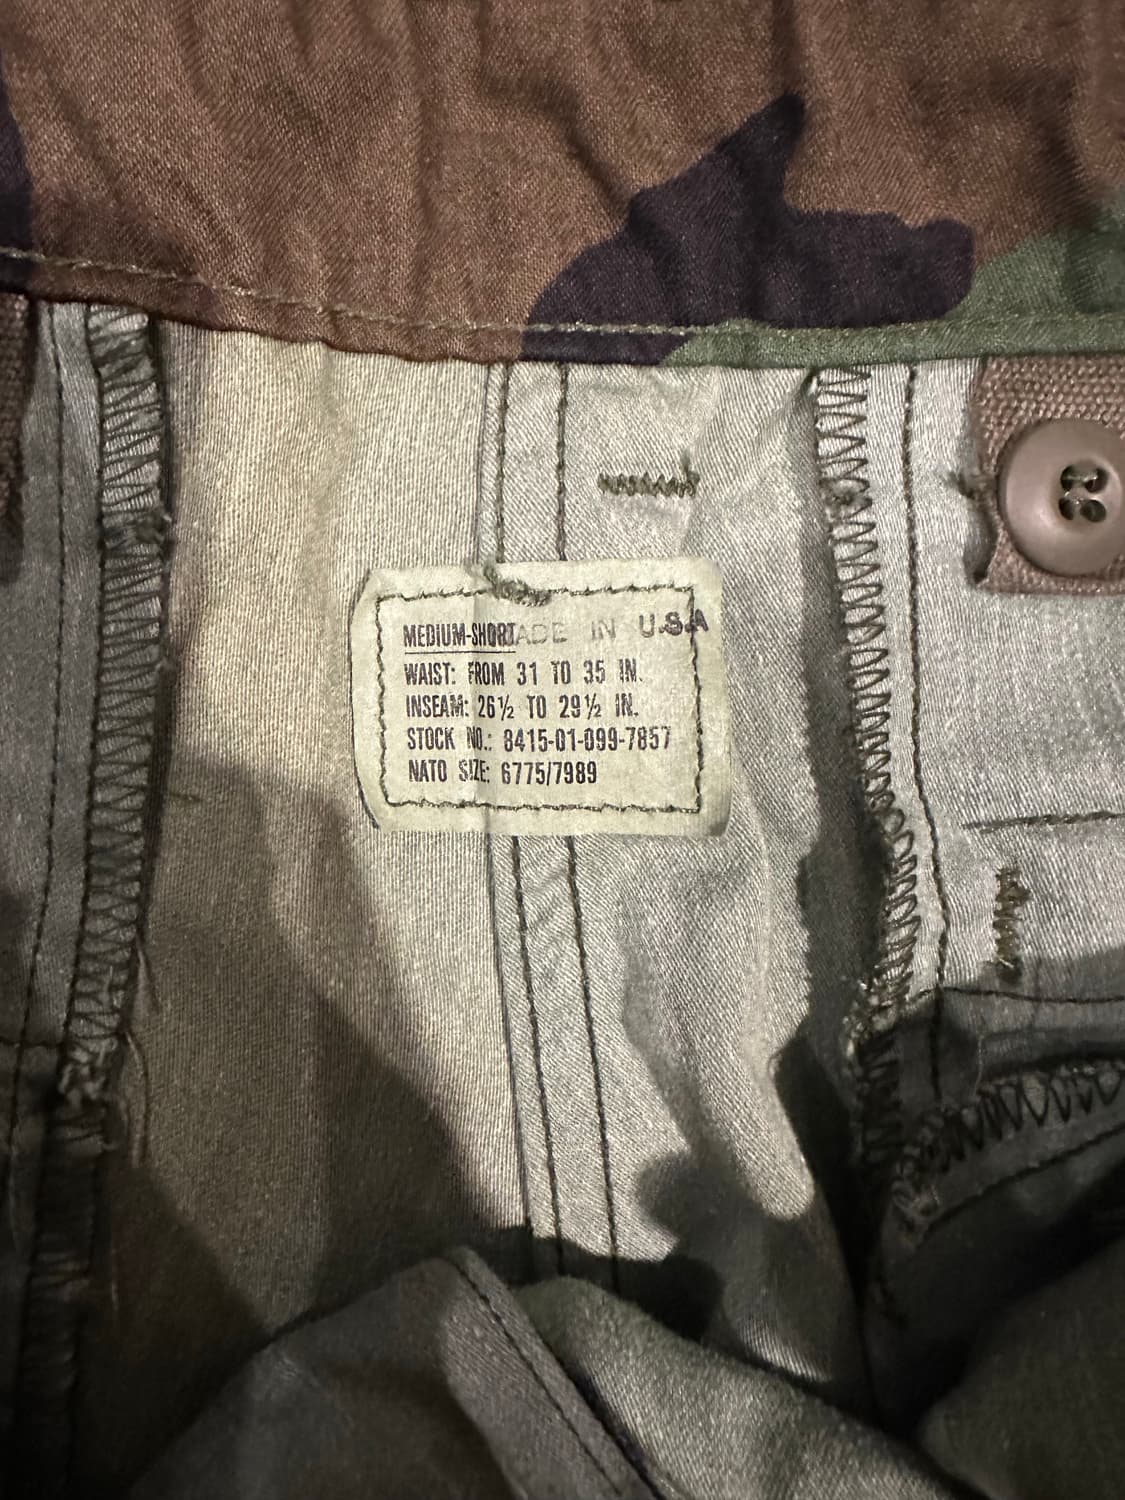 MEDIUM-SHORT ADE IN U.S.A
WAIST: FROM 31 TO 35 IN.
INSEAM: 26½ TO 29½ IN.
STOCK NO.: 8415-01-099-7857
NATO SIZE: 6775/7989